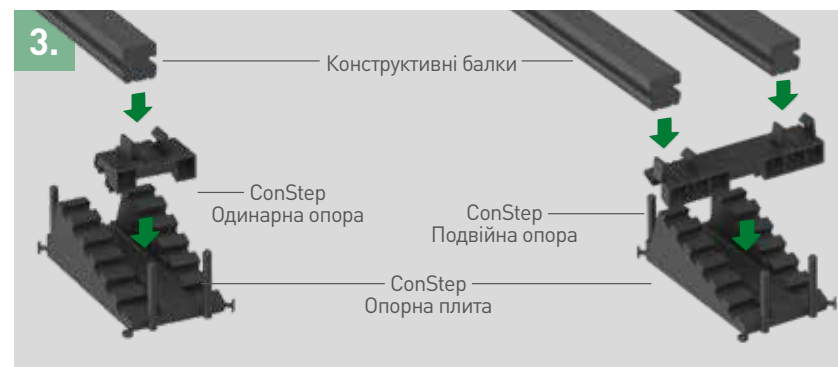 3.
Конструктивні балки
ConStep
Одинарна опора
ConStep
Подвійна опора
ConStep
Опорна плита